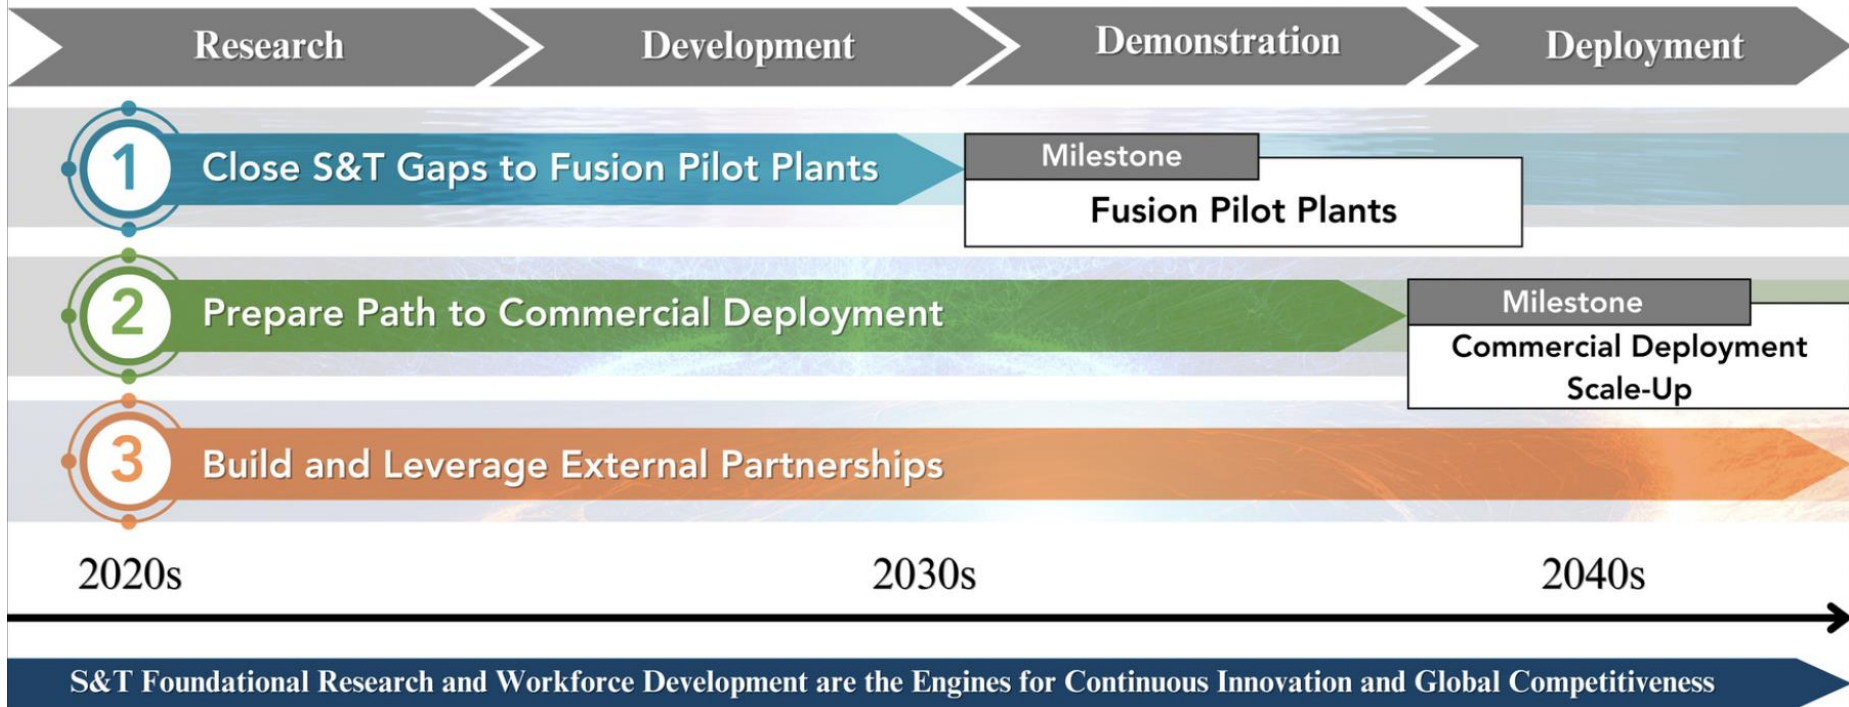 Research
Development
Demonstration
Deployment
1
Close S&T Gaps to Fusion Pilot Plants
Milestone
Fusion Pilot Plants
2
Prepare Path to Commercial Deployment
Milestone
Commercial Deployment
Scale-Up
3
Build and Leverage External Partnerships
2020s
2030s
2040s
S&T Foundational Research and Workforce Development are the Engines for Continuous Innovation and Global Competitiveness